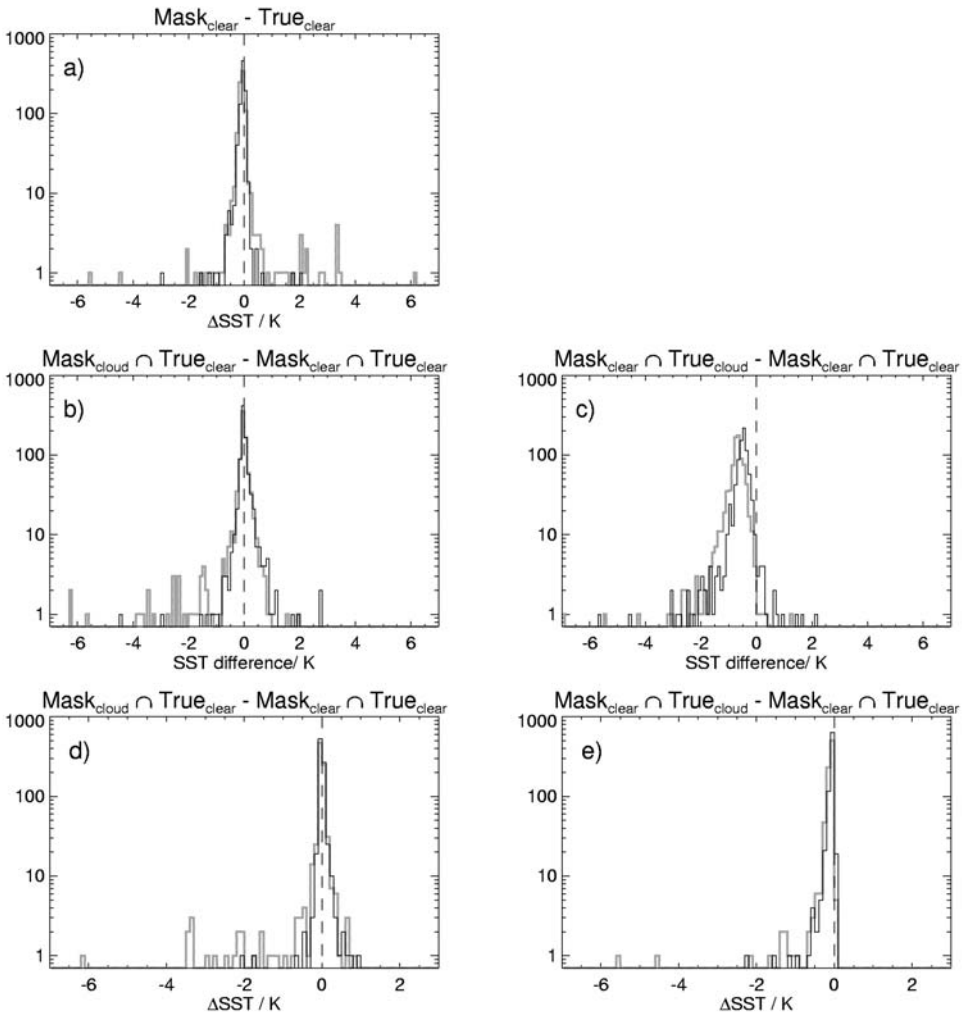 Mask_clear - True_clear
a)
1000
100
10
1
-6 -4 -2 0 2 4 6
ΔSST / K
Mask_cloud ∩ True_clear - Mask_clear ∩ True_clear
b)
1000
100
10
1
-6 -4 -2 0 2 4 6
SST difference/ K
Mask_clear ∩ True_cloud - Mask_clear ∩ True_clear
c)
1000
100
10
1
-6 -4 -2 0 2 4 6
SST difference/ K
Mask_cloud ∩ True_clear - Mask_clear ∩ True_clear
d)
1000
100
10
1
-6 -4 -2 0 2
ΔSST / K
Mask_clear ∩ True_cloud - Mask_clear ∩ True_clear
e)
1000
100
10
1
-6 -4 -2 0 2
ΔSST / K